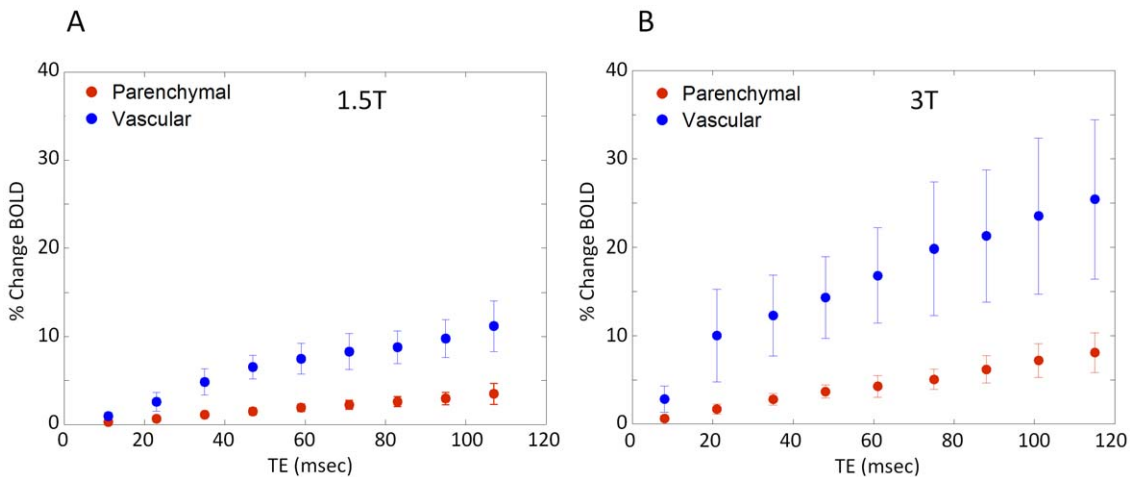 A
B
40
30
20
10
0
% Change BOLD
Parenchymal
Vascular
1.5T
0 20 40 60 80 100 120
TE (msec)
40
30
20
10
0
% Change BOLD
Parenchymal
Vascular
3T
0 20 40 60 80 100 120
TE (msec)